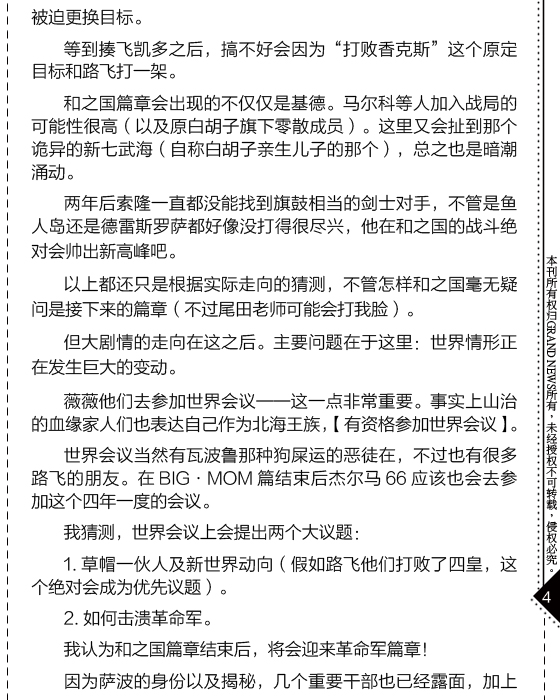 被迫更换目标。
等到揍飞凯多之后，搞不好会因为“打败香克斯”这个原定
目标和路飞打一架。
和之国篇章会出现的不仅仅是基德。马尔科等人加入战局的
可能性很高（以及原白胡子旗下零散成员）。这里又会扯到那个
诡异的新七武海（自称白胡子亲生儿子的那个），总之也是暗潮
涌动。
两年后索隆一直都没能找到旗鼓相当的剑士对手，不管是鱼
人岛还是德雷斯罗萨都好像没打得很尽兴，他在和之国的战斗绝
对会帅出新高峰吧。
以上都还只是根据实际走向的猜测，不管怎样和之国毫无疑
问是接下来的篇章（不过尾田老师可能会打我脸）。
但大剧情的走向在这之后。主要问题在于这里：世界情形正
在发生巨大的变动。
薇薇他们去参加世界会议——这一点非常重要。事实上山治
的血缘家人们也表达自己作为北海王族，【有资格参加世界会议】。
世界会议当然有瓦波鲁那种狗屎运的恶徒在，不过也有很多
路飞的朋友。在 BIG · MOM 篇结束后杰尔马 66 应该也会去参
加这个四年一度的会议。
我猜测，世界会议上会提出两个大议题：
1. 草帽一伙人及新世界动向（假如路飞他们打败了四皇，这
个绝对会成为优先议题）。
2. 如何击溃革命军。
我认为和之国篇章结束后，将会迎来革命军篇章！
因为萨波的身份以及揭秘，几个重要干部也已经露面，加上
本刊所有权归GRAND NEWS所有，未经授权不可转载，侵权必究。
4